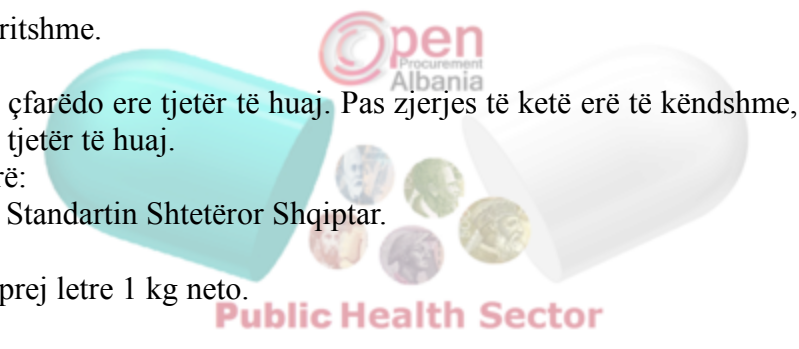 ritshme.
Open
Procurement
Albania
çfarëdo ere tjetër të huaj. Pas zjerjes të ketë erë të këndshme,
tjetër të huaj.
rë:
Standartin Shtetëror Shqiptar.
prej letre 1 kg neto.
Public Health Sector